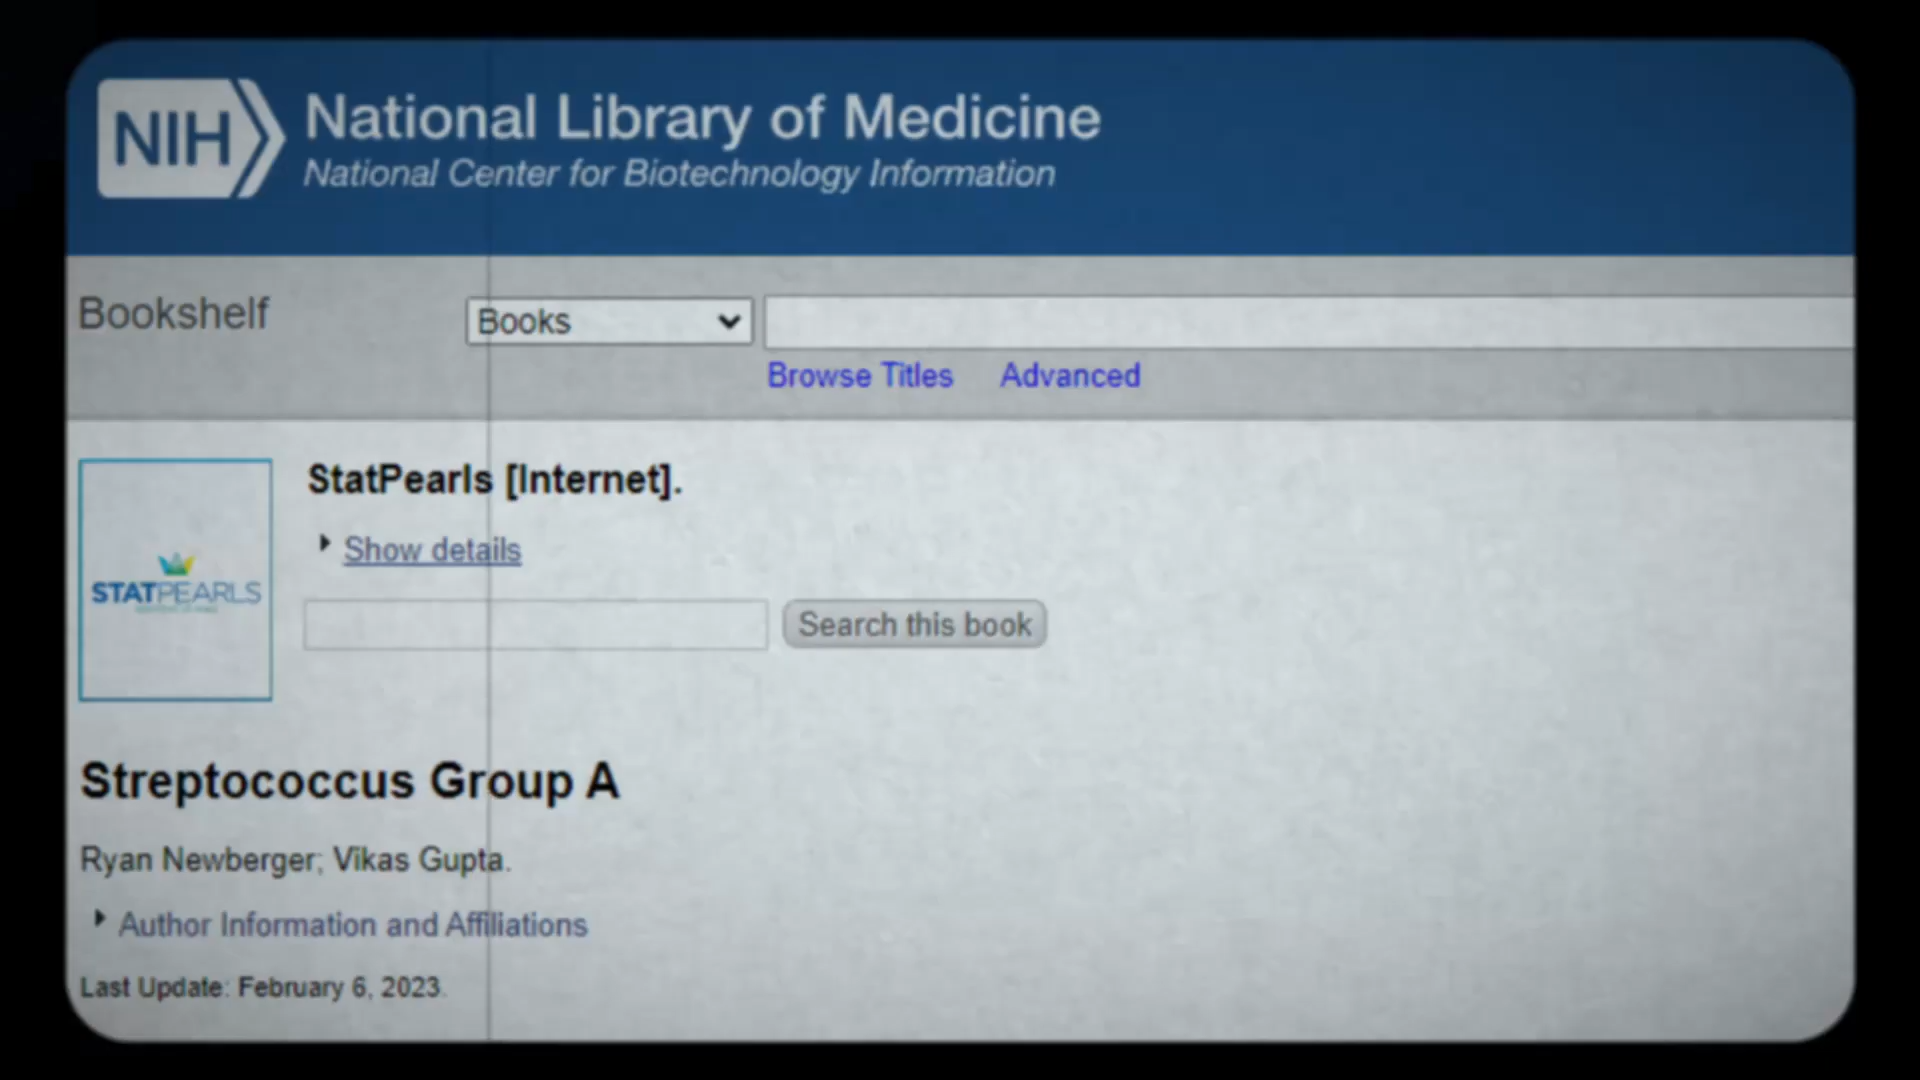 NIH National Library of Medicine
National Center for Biotechnology Information
Bookshelf
Books
Browse Titles Advanced
StatPearls [Internet].
Show details
STATPEARLS
Search this book
Streptococcus Group A
Ryan Newberger; Vikas Gupta.
Author Information and Affiliations
Last Update: February 6, 2023.